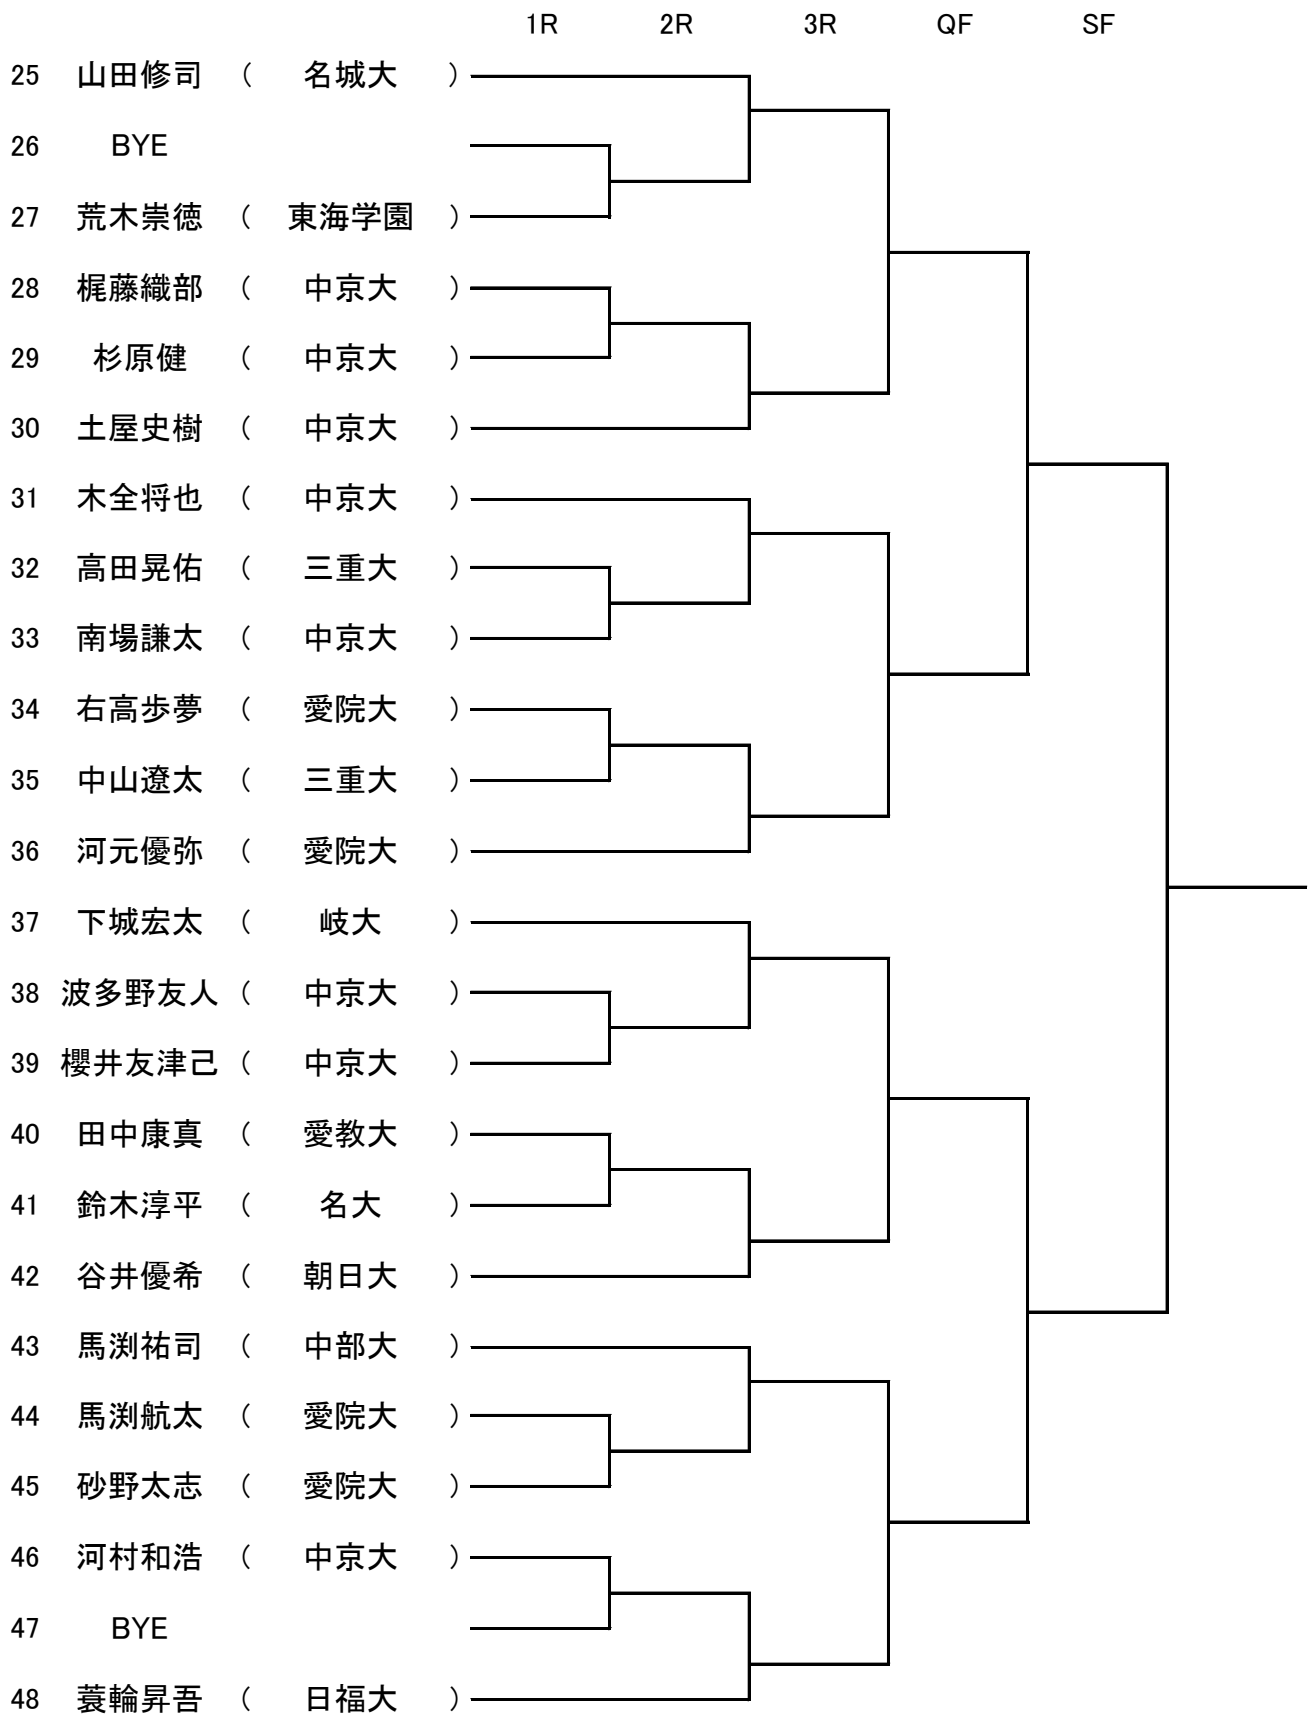 1R 2R 3R QF SF
25 山田修司 ( 名城大 )
26 BYE
27 荒木崇徳 ( 東海学園 )
28 梶藤織部 ( 中京大 )
29 杉原健 ( 中京大 )
30 土屋史樹 ( 中京大 )
31 木全将也 ( 中京大 )
32 高田晃佑 ( 三重大 )
33 南場謙太 ( 中京大 )
34 右高歩夢 ( 愛院大 )
35 中山遼太 ( 三重大 )
36 河元優弥 ( 愛院大 )
37 下城宏太 ( 岐大 )
38 波多野友人 ( 中京大 )
39 櫻井友津己 ( 中京大 )
40 田中康真 ( 愛教大 )
41 鈴木淳平 ( 名大 )
42 谷井優希 ( 朝日大 )
43 馬渕祐司 ( 中部大 )
44 馬渕航太 ( 愛院大 )
45 砂野太志 ( 愛院大 )
46 河村和浩 ( 中京大 )
47 BYE
48 蓑輪昇吾 ( 日福大 )